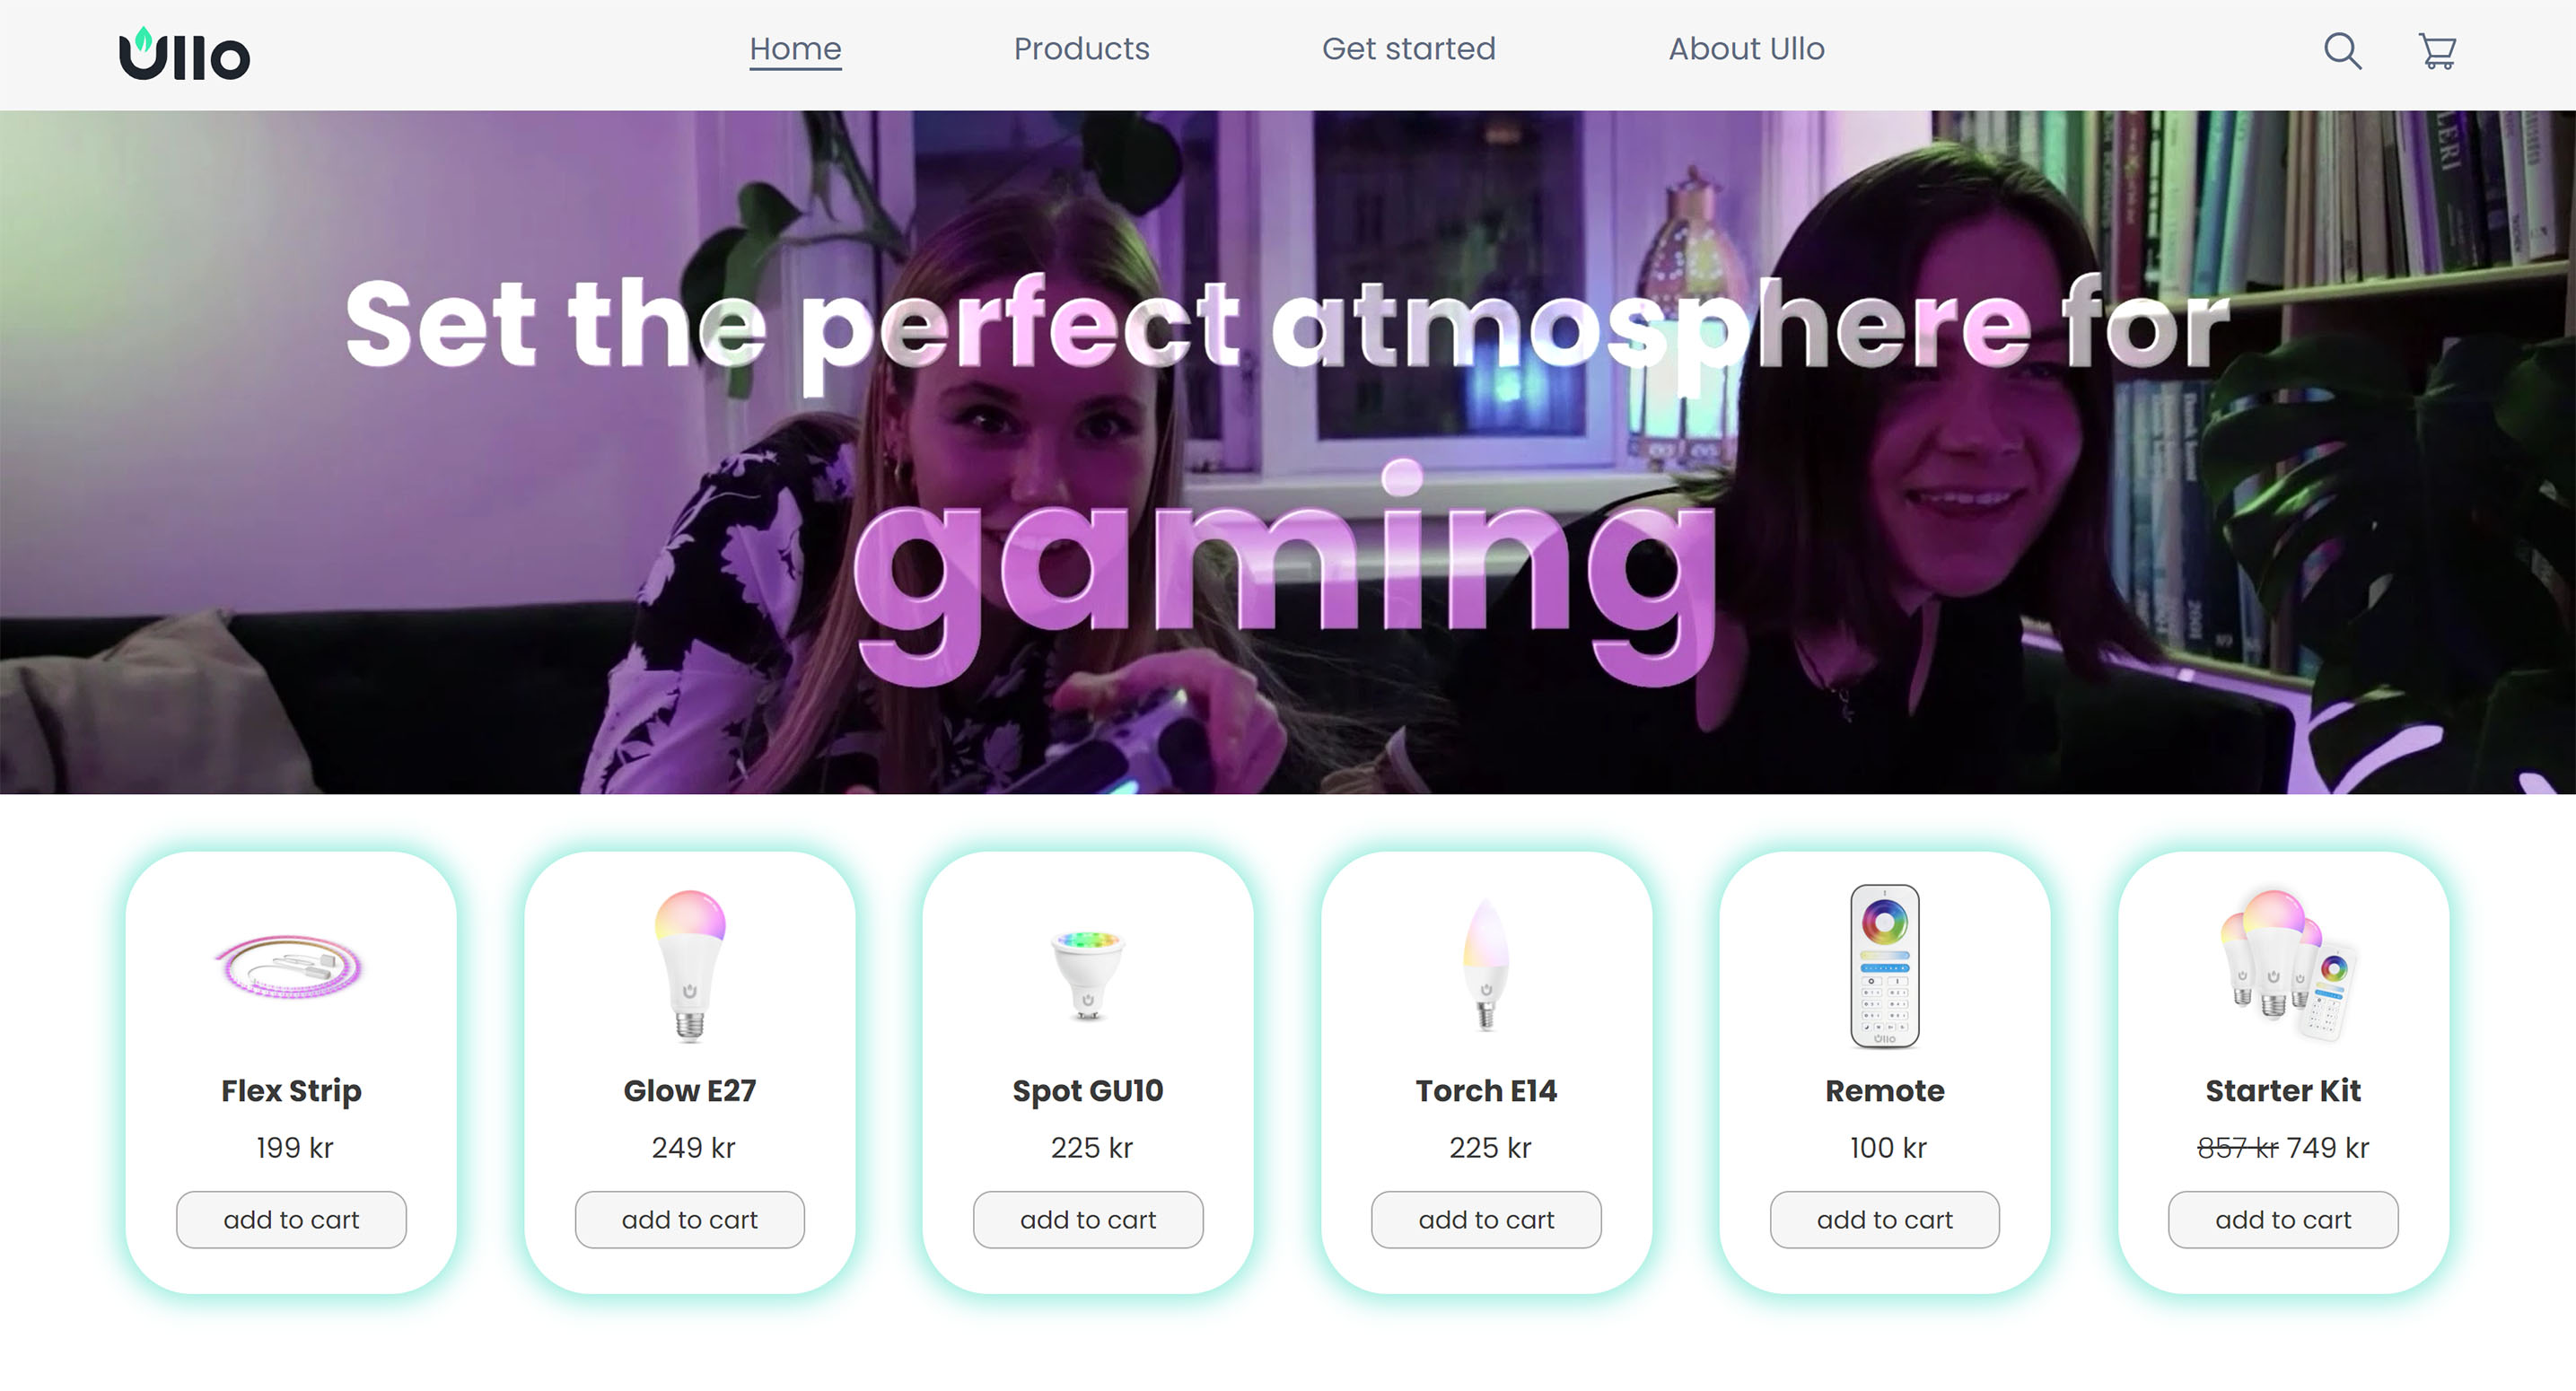 Ullo
Home
Products
Get started
About Ullo
Set the perfect atmosphere for
gaming
Flex Strip
199 kr
add to cart
Glow E27
249 kr
add to cart
Spot GU10
225 kr
add to cart
Torch E14
225 kr
add to cart
Ullo
Remote
100 kr
add to cart
Starter Kit
857 kr 749 kr
add to cart